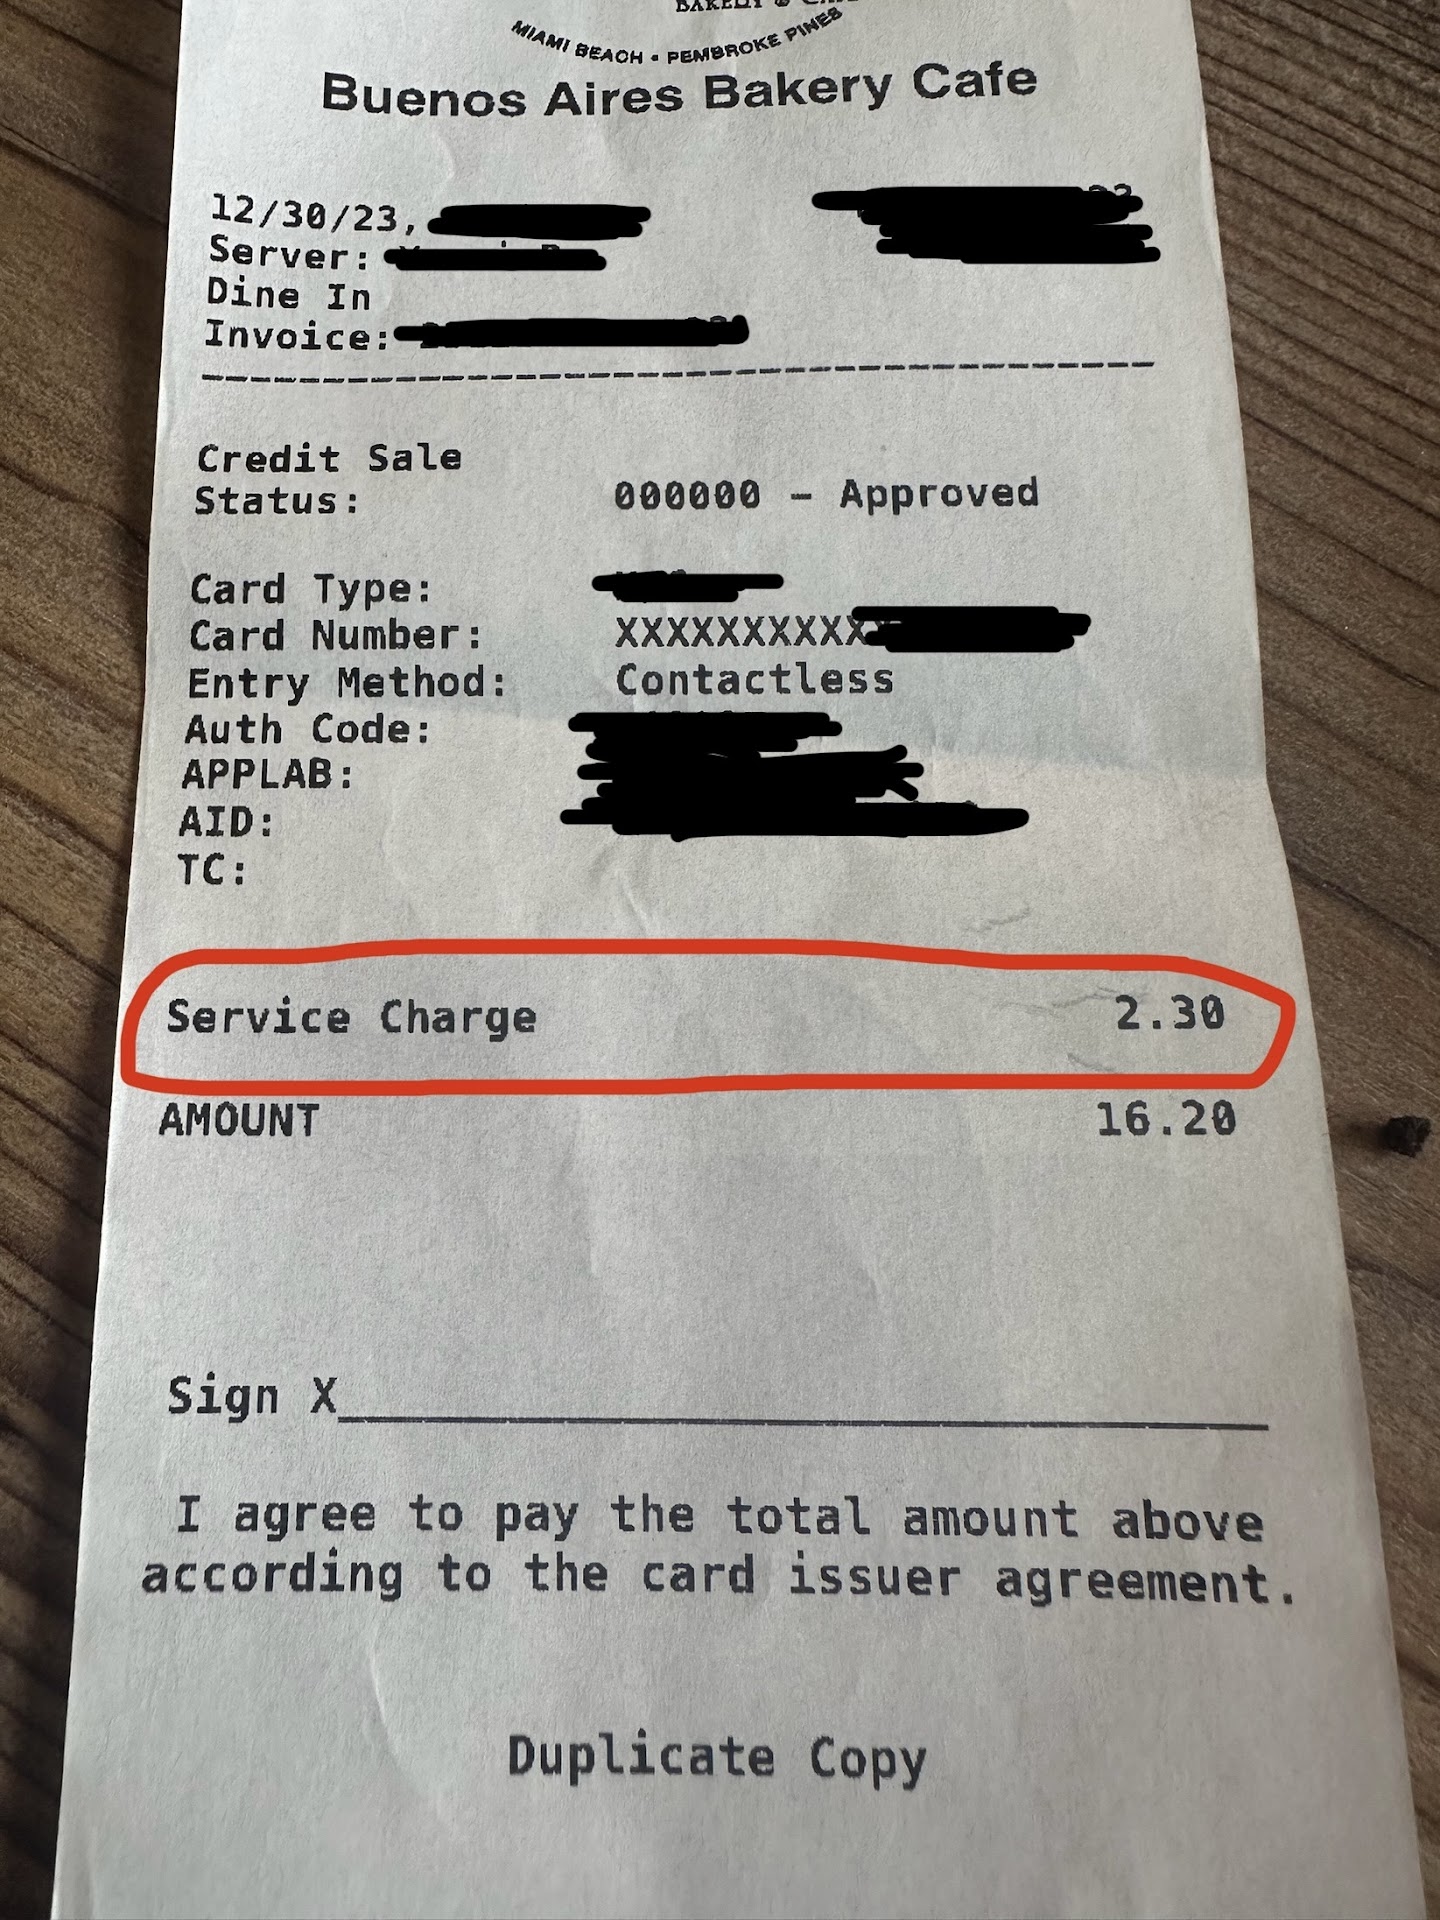 BAKERY & CAFE
MIAMI BEACH • PEMBROKE PINES
Buenos Aires Bakery Cafe
12/30/23,
Server:
Dine In
Invoice:
Credit Sale
Status: 000000 - Approved
Card Type:
Card Number: XXXXXXXXXX
Entry Method: Contactless
Auth Code:
APPLAB:
AID:
TC:
Service Charge 2.30
AMOUNT 16.20
Sign X
I agree to pay the total amount above
according to the card issuer agreement.
Duplicate Copy